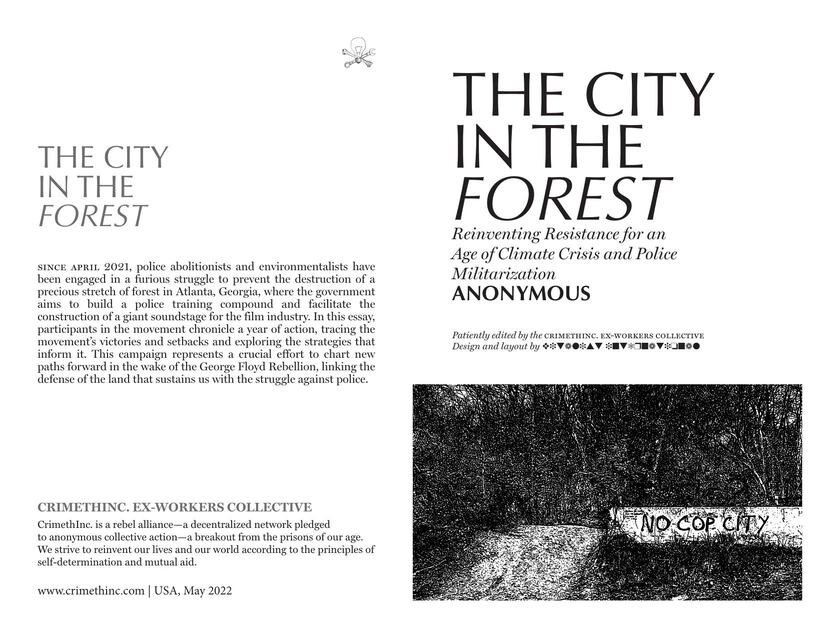 THE CITY
IN THE
FOREST
SINCE APRIL 2021, police abolitionists and environmentalists have
been engaged in a furious struggle to prevent the destruction of a
precious stretch of forest in Atlanta, Georgia, where the government
aims to build a police training compound and facilitate the
construction of a giant soundstage for the film industry. In this essay,
participants in the movement chronicle a year of action, tracing the
movement's victories and setbacks and exploring the strategies that
inform it. This campaign represents a crucial effort to chart new
paths forward in the wake of the George Floyd Rebellion, linking the
defense of the land that sustains us with the struggle against police.
CRIMETHINC. EX-WORKERS COLLECTIVE
CrimethInc. is a rebel alliance—a decentralized network pledged
to anonymous collective action—a breakout from the prisons of our age.
We strive to reinvent our lives and our world according to the principles of
self-determination and mutual aid.
www.crimethinc.com | USA, May 2022
THE CITY
IN THE
FOREST
Reinventing Resistance for an
Age of Climate Crisis and Police
Militarization
ANONYMOUS
Patiently edited by the CRIMETHINC. EX-WORKERS COLLECTIVE
Design and layout by
NO COP CITY